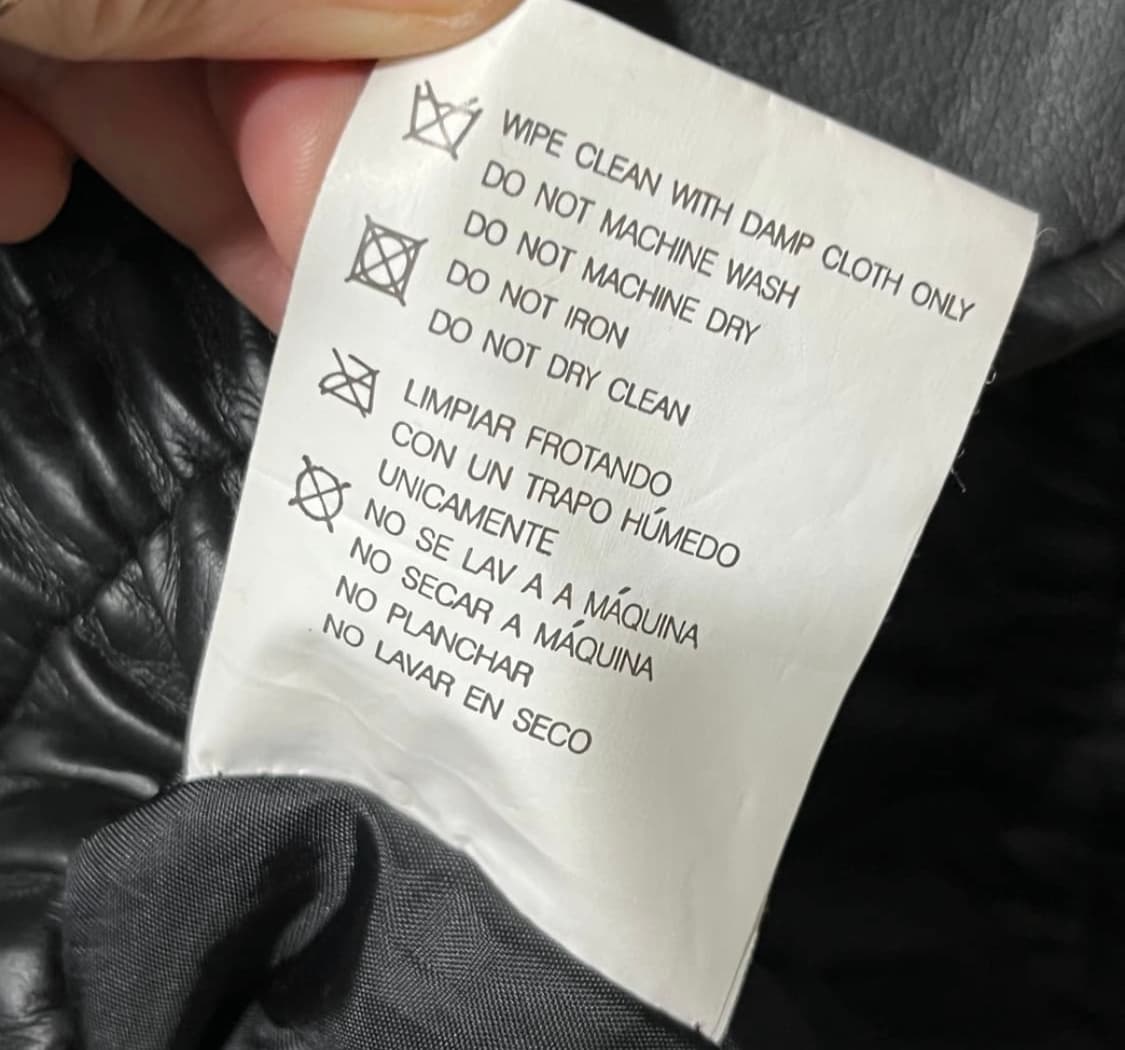 WIPE CLEAN WITH DAMP CLOTH ONLY
DO NOT MACHINE WASH
DO NOT MACHINE DRY
DO NOT IRON
DO NOT DRY CLEAN
LIMPIAR FROTANDO
CON UN TRAPO HÚMEDO
UNICAMENTE
NO SE LAV A A MÁQUINA
NO SECAR A MÁQUINA
NO PLANCHAR
NO LAVAR EN SECO